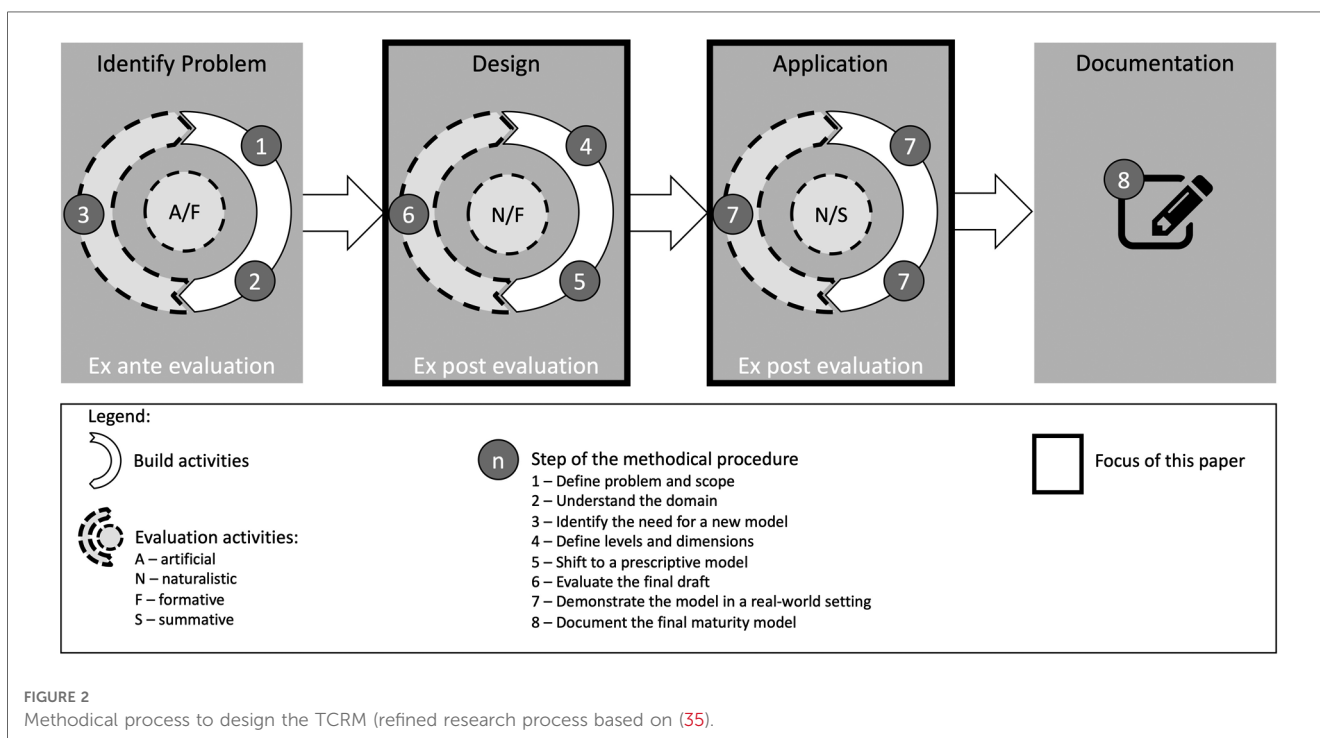 Identify Problem
1
A/F
3
2
Ex ante evaluation
Design
4
N/F
6
5
Ex post evaluation
Application
7
N/S
7
7
Ex post evaluation
Documentation
8
Legend:
Build activities
Evaluation activities:
A – artificial
N – naturalistic
F – formative
S – summative
n
Step of the methodical procedure
1 – Define problem and scope
2 – Understand the domain
3 – Identify the need for a new model
4 – Define levels and dimensions
5 – Shift to a prescriptive model
6 – Evaluate the final draft
7 – Demonstrate the model in a real-world setting
8 – Document the final maturity model
Focus of this paper
FIGURE 2
Methodical process to design the TCRM (refined research process based on (35).